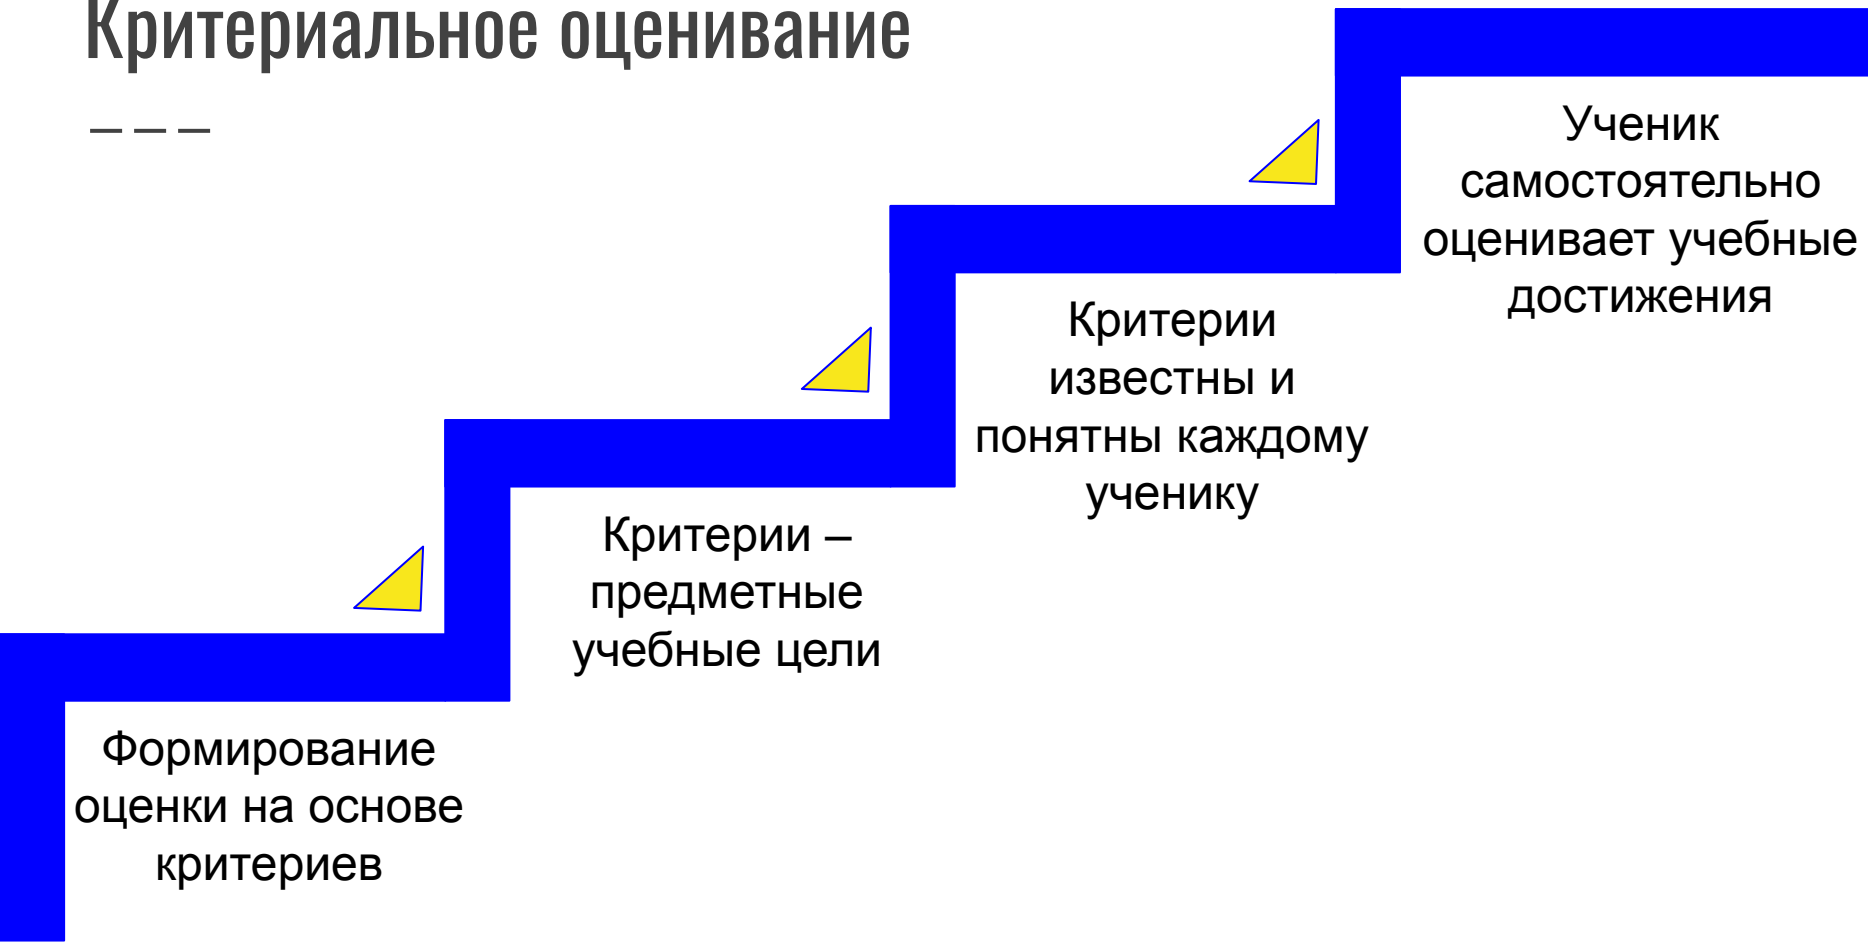 Критериальное оценивание
Ученик
самостоятельно
оценивает учебные
достижения
Критерии
известны и
понятны каждому
ученику
Критерии –
предметные
учебные цели
Формирование
оценки на основе
критериев